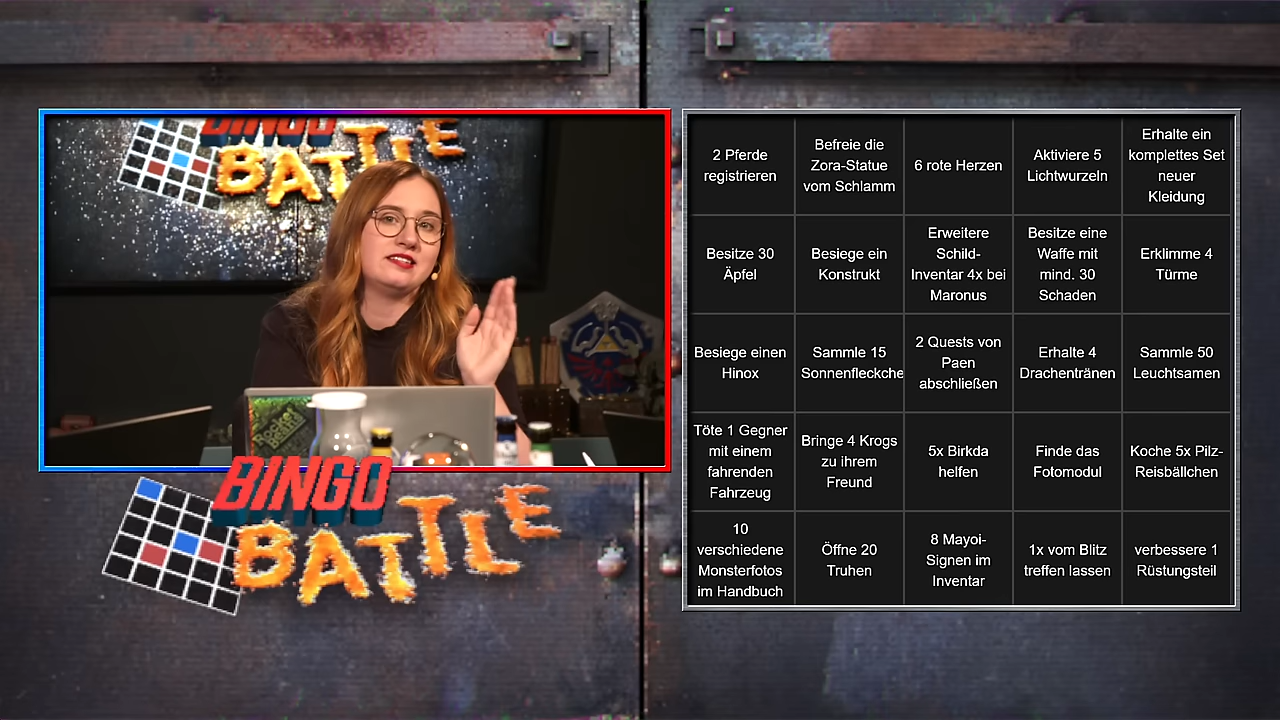 BINGO
BATTLE
Rocket
Beans
BINGO
BATTLE
2 Pferde
registrieren
Befreie die
Zora-Statue
vom Schlamm
6 rote Herzen
Aktiviere 5
Lichtwurzeln
Erhalte ein
komplettes Set
neuer
Kleidung
Besitze 30
Äpfel
Besiege ein
Konstrukt
Erweitere
Schild-
Inventar 4x bei
Maronus
Besitze eine
Waffe mit
mind. 30
Schaden
Erklimme 4
Türme
Besiege einen
Hinox
Sammle 15
Sonnenfleckche
2 Quests von
Paen
abschließen
Erhalte 4
Drachentränen
Sammle 50
Leuchtsamen
Töte 1 Gegner
mit einem
fahrenden
Fahrzeug
Bringe 4 Krogs
zu ihrem
Freund
5x Birkda
helfen
Finde das
Fotomodul
Koche 5x Pilz-
Reisbällchen
10
verschiedene
Monsterfotos
im Handbuch
Öffne 20
Truhen
8 Mayoi-
Signen im
Inventar
1x vom Blitz
treffen lassen
verbessere 1
Rüstungsteil